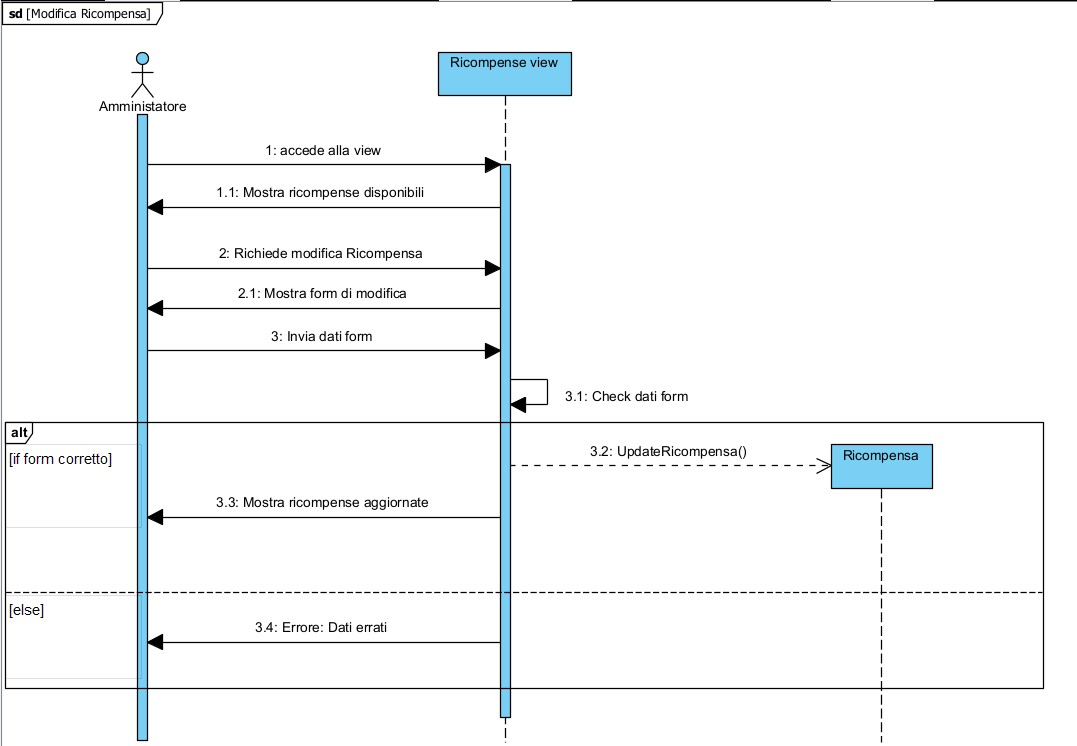 sd [Modifica Ricompensa]
Ricompense view
Amministatore
1: accede alla view
1.1: Mostra ricompense disponibili
2: Richiede modifica Ricompensa
2.1: Mostra form di modifica
3: Invia dati form
3.1: Check dati form
alt
[if form corretto]
3.2: UpdateRicompensa()
Ricompensa
3.3: Mostra ricompense aggiornate
[else]
3.4: Errore: Dati errati